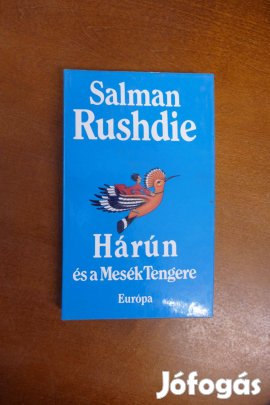 Salman
Rushdie
Hárún
és a Mesék Tengere
Európa
Jófogás